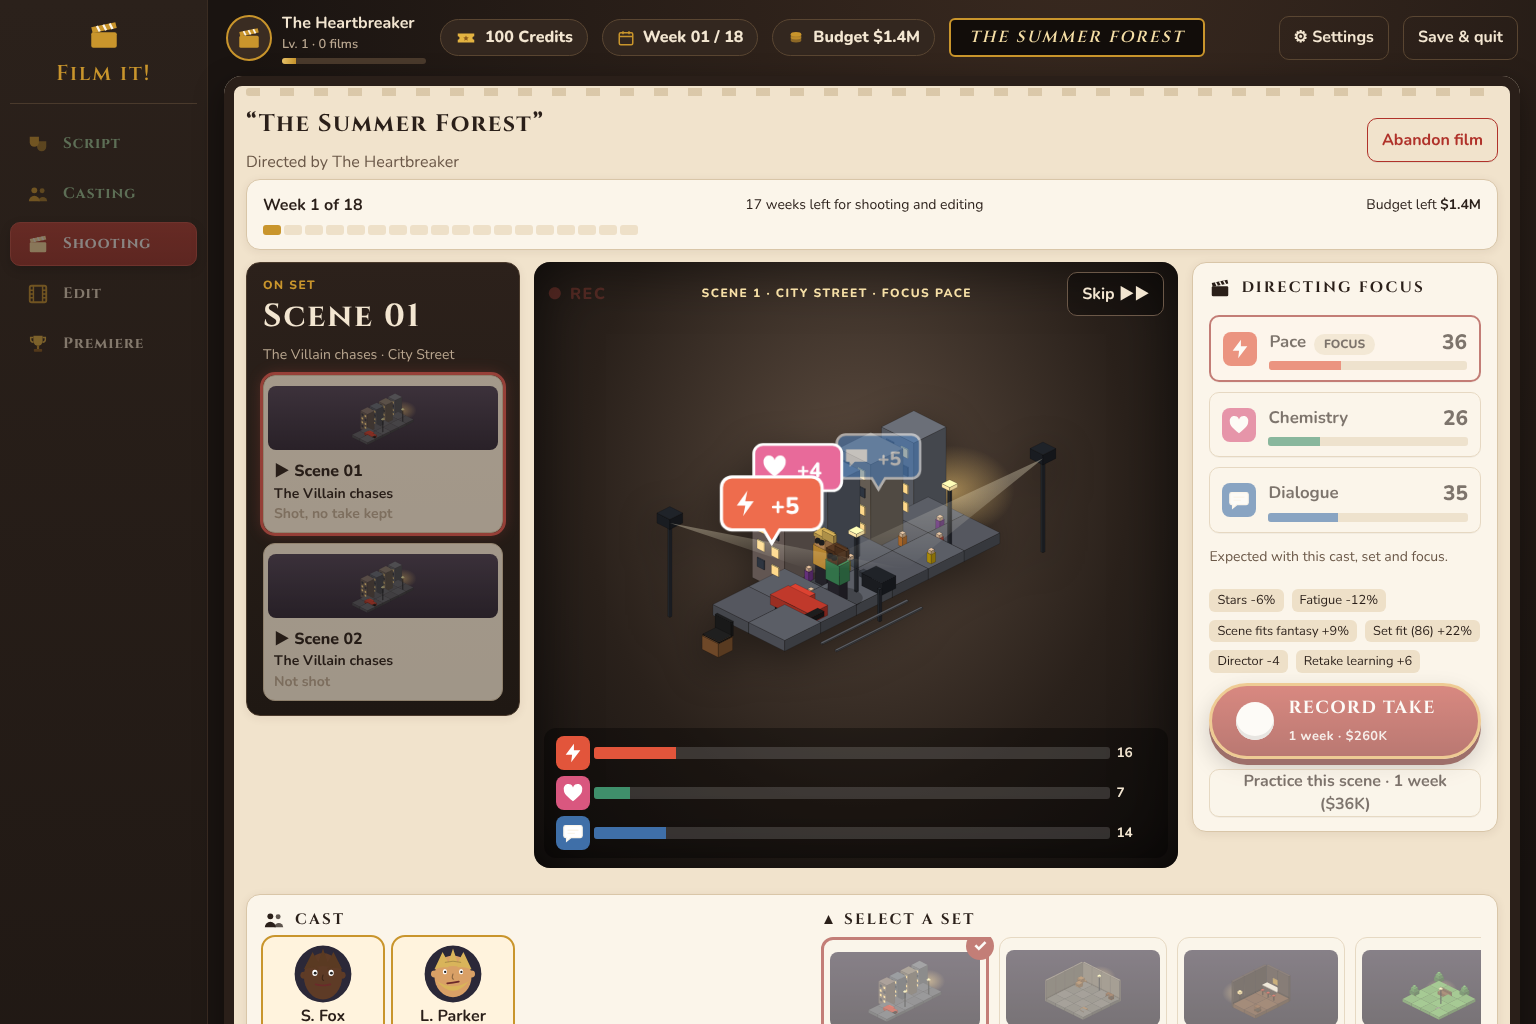 FILM IT!
SCRIPT
CASTING
SHOOTING
EDIT
PREMIERE
The Heartbreaker
Lv. 1 · 0 films
100 Credits
Week 01 / 18
Budget $1.4M
THE SUMMER FOREST
⚙ Settings
Save & quit
“THE SUMMER FOREST”
Directed by The Heartbreaker
Abandon film
Week 1 of 18
17 weeks left for shooting and editing
Budget left $1.4M
ON SET
SCENE 01
The Villain chases · City Street
▶ Scene 01
The Villain chases
Shot, no take kept
▶ Scene 02
The Villain chases
Not shot
REC
SCENE 1 · CITY STREET · FOCUS PACE
Skip ▶▶
+4
+5
+5
16
7
14
DIRECTING FOCUS
Pace FOCUS 36
Chemistry 26
Dialogue 35
Expected with this cast, set and focus.
Stars -6% Fatigue -12%
Scene fits fantasy +9% Set fit (86) +22%
Director -4 Retake learning +6
RECORD TAKE
1 week · $260K
Practice this scene · 1 week
($36K)
CAST
S. Fox
L. Parker
▲ SELECT A SET